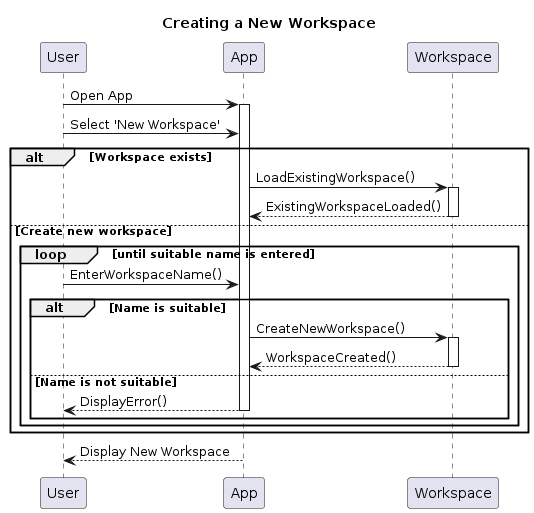 Creating a New Workspace
User
App
Workspace
Open App
Select 'New Workspace'
alt
[Workspace exists]
LoadExistingWorkspace()
ExistingWorkspaceLoaded()
[Create new workspace]
loop
[until suitable name is entered]
EnterWorkspaceName()
alt
[Name is suitable]
CreateNewWorkspace()
WorkspaceCreated()
[Name is not suitable]
DisplayError()
Display New Workspace
User
App
Workspace